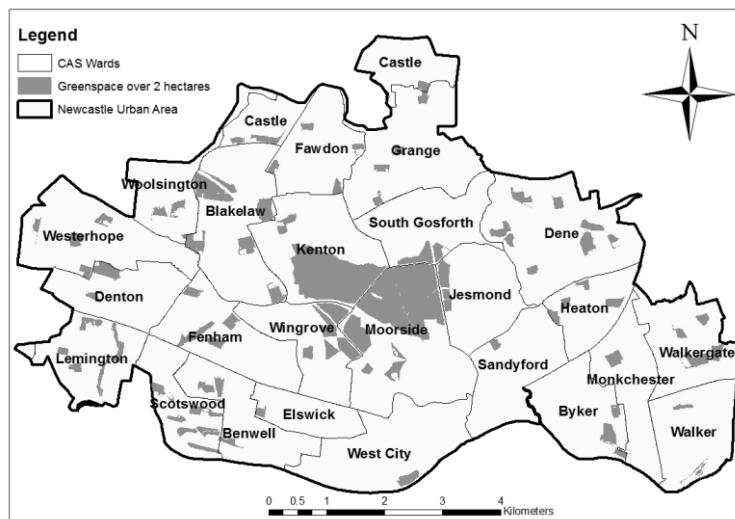 Legend
CAS Wards
Greenspace over 2 hectares
Newcastle Urban Area
N
Castle
Castle
Fawdon
Grange
Woolsington
Blakelaw
South Gosforth
Dene
Westerhope
Kenton
Denton
Jesmond
Heaton
Wingrove
Moorside
Fenham
Lemington
Sandyford
Walkergate
Monkchester
Scotswood
Elswick
Byker
Benwell
Walker
West City
0 0.5 1 2 3 4
Kilometers